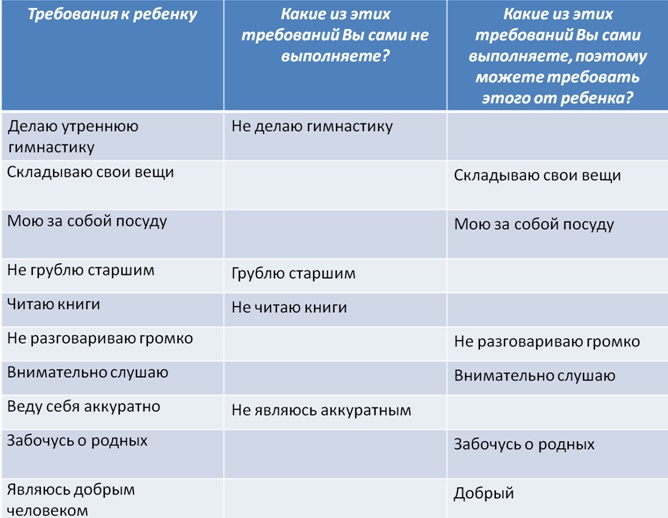 Требования к ребенку
Какие из этих
требований Вы сами не
выполняете?
Какие из этих
требований Вы сами
выполняете, поэтому
можете требовать
этого от ребенка?
Делаю утреннюю
гимнастику
Не делаю гимнастику
Складываю свои вещи
Складываю свои вещи
Мою за собой посуду
Мою за собой посуду
Не грублю старшим
Грублю старшим
Читаю книги
Не читаю книги
Не разговариваю громко
Не разговариваю громко
Внимательно слушаю
Внимательно слушаю
Веду себя аккуратно
Не являюсь аккуратным
Забочусь о родных
Забочусь о родных
Являюсь добрым
человеком
Добрый